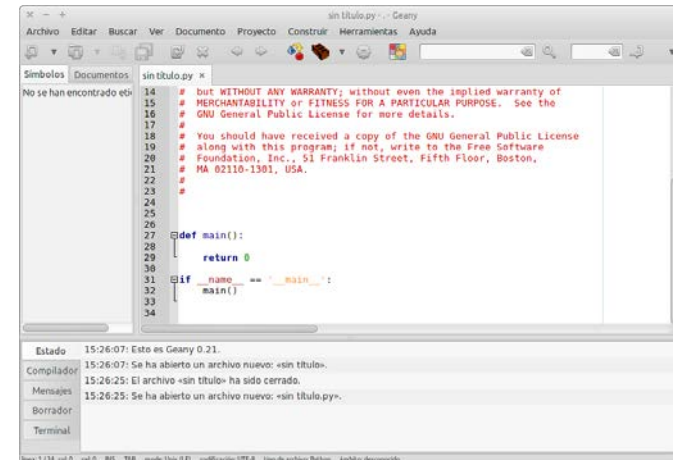 sin título.py - . - Geany
Archivo Editar Buscar Ver Documento Proyecto Construir Herramientas Ayuda
Símbolos Documentos sin título.py ×
No se han encontrado eti
14 # but WITHOUT ANY WARRANTY; without even the implied warranty of
15 # MERCHANTABILITY or FITNESS FOR A PARTICULAR PURPOSE. See the
16 # GNU General Public License for more details.
17 #
18 # You should have received a copy of the GNU General Public License
19 # along with this program; if not, write to the Free Software
20 # Foundation, Inc., 51 Franklin Street, Fifth Floor, Boston,
21 # MA 02110-1301, USA.
22 #
23 #
24
25
26
27 def main():
28
29 return 0
30
31 if __name__ == '__main__':
32 main()
33
34
Estado
Compilador
Mensajes
Borrador
Terminal
15:26:07: Esto es Geany 0.21.
15:26:07: Se ha abierto un archivo nuevo: «sin título».
15:26:25: El archivo «sin título» ha sido cerrado.
15:26:25: Se ha abierto un archivo nuevo: «sin título.py».